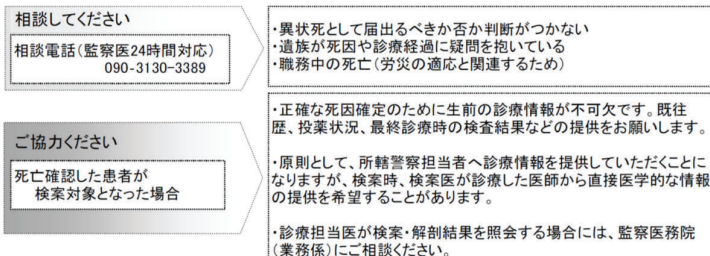 相談してください
相談電話（監察医24時間対応）
090-3130-3389
・異状死として届出るべきか否か判断がつかない
・遺族が死因や診療経過に疑問を抱いている
・職務中の死亡（労災の適応と関連するため）
ご協力ください
死亡確認した患者が
検案対象となった場合
・正確な死因確定のために生前の診療情報が不可欠です。既往
歴、投薬状況、最終診療時の検査結果などの提供をお願いします。
・原則として、所轄警察担当者へ診療情報を提供していただくことに
なりますが、検案時、検案医が診療した医師から直接医学的な情報
の提供を希望することがあります。
・診療担当医が検案・解剖結果を照会する場合には、監察医務院
（業務係）にご相談ください。